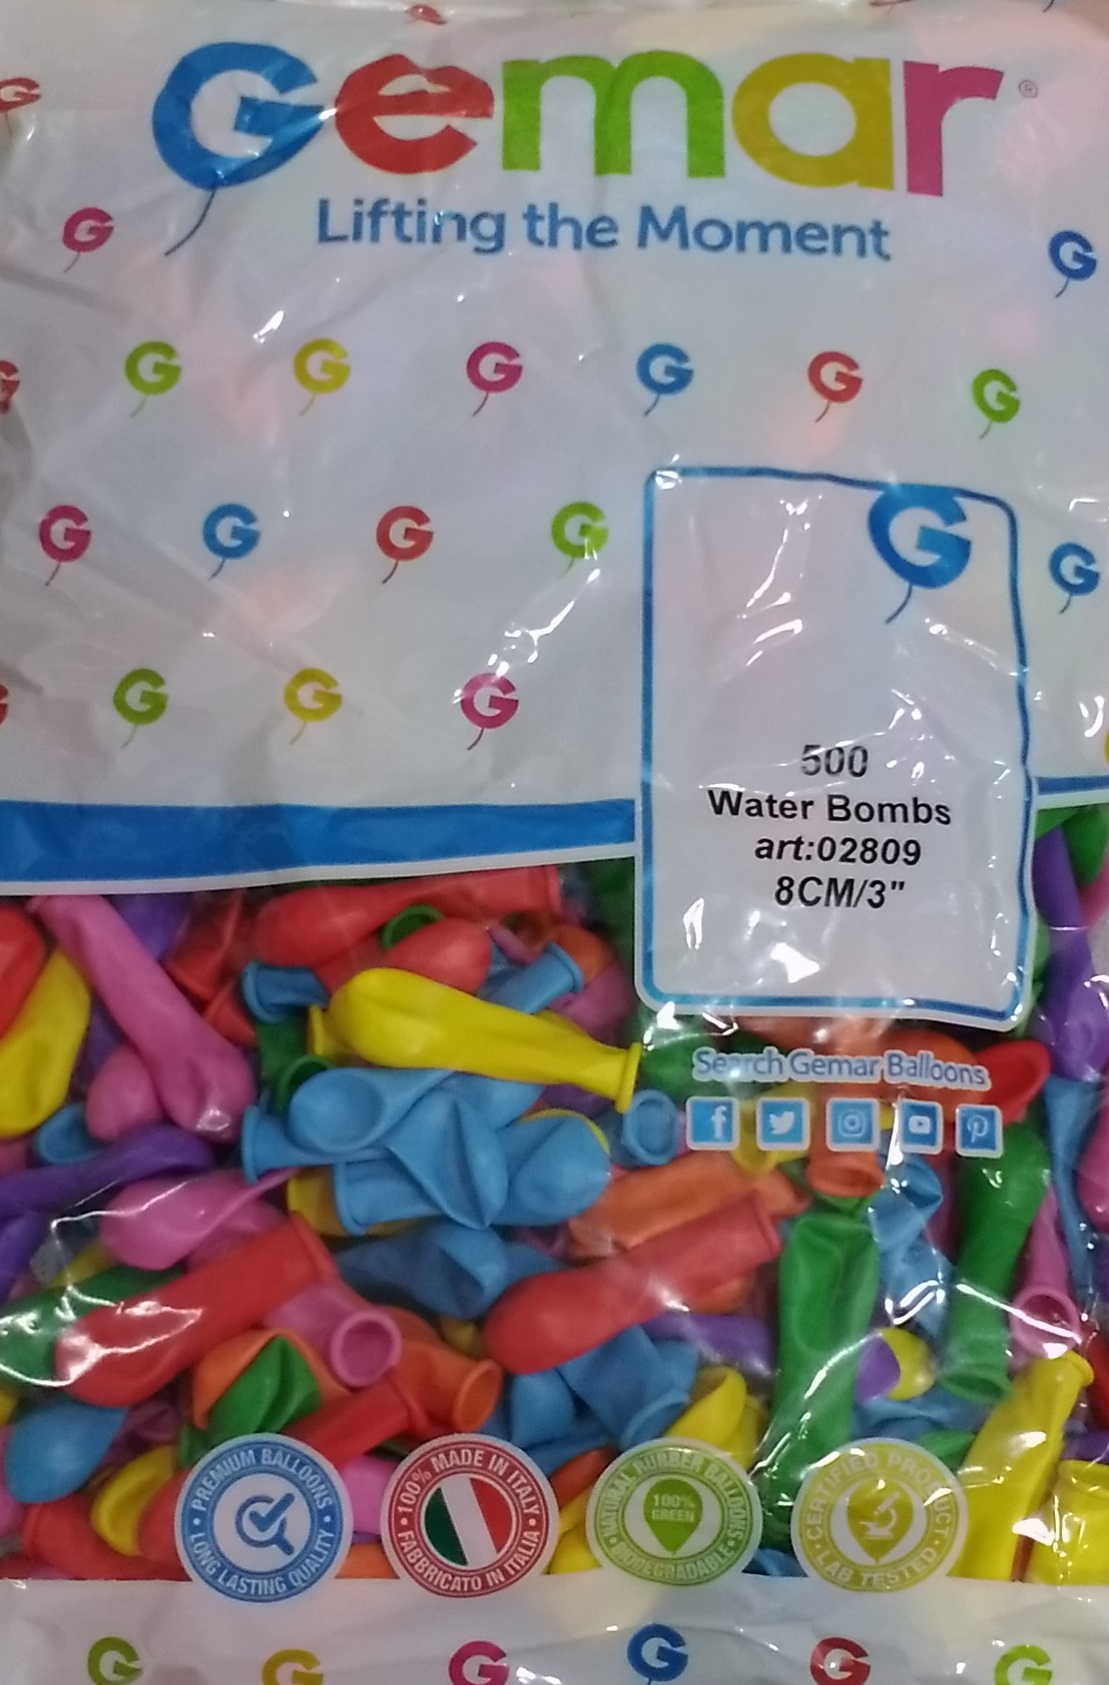 Gemar®
Lifting the Moment
500
Water Bombs
art:02809
8CM/3"
Search Gemar Balloons
PREMIUM BALLOONS
LONG LASTING QUALITY
100% MADE IN ITALY
FABBRICATO IN ITALIA
NATURAL RUBBER BALLOONS
100%
GREEN
BIODEGRADABLE
CERTIFIED PRODUCT
LAB TESTED